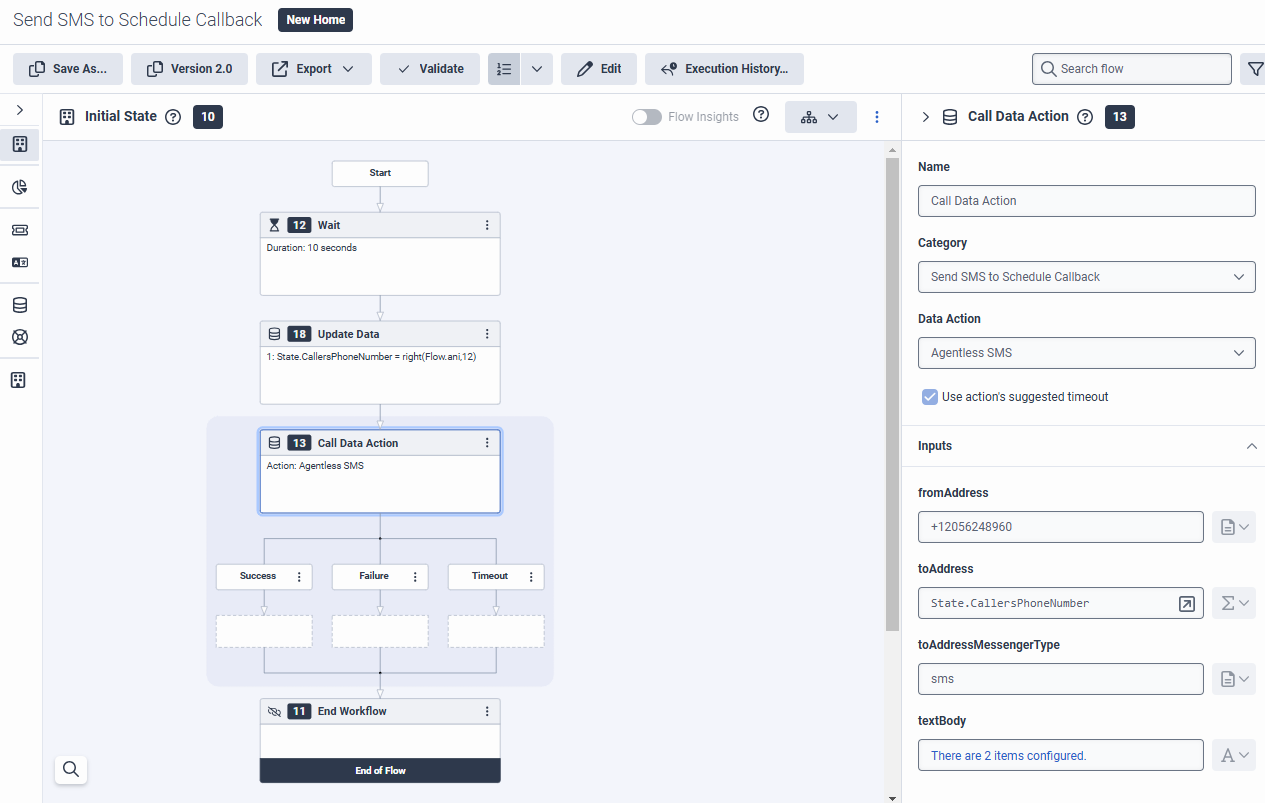 Send SMS to Schedule Callback New Home
Save As... Version 2.0 Export Validate Edit Execution History... Search flow
Initial State 10 Flow Insights
Start
12 Wait
Duration: 10 seconds
18 Update Data
1: State.CallersPhoneNumber = right(Flow.ani,12)
13 Call Data Action
Action: Agentless SMS
Success Failure Timeout
11 End Workflow
End of Flow
Call Data Action 13
Name
Call Data Action
Category
Send SMS to Schedule Callback
Data Action
Agentless SMS
Use action's suggested timeout
Inputs
fromAddress
+12056248960
toAddress
State.CallersPhoneNumber
toAddressMessengerType
sms
textBody
There are 2 items configured.